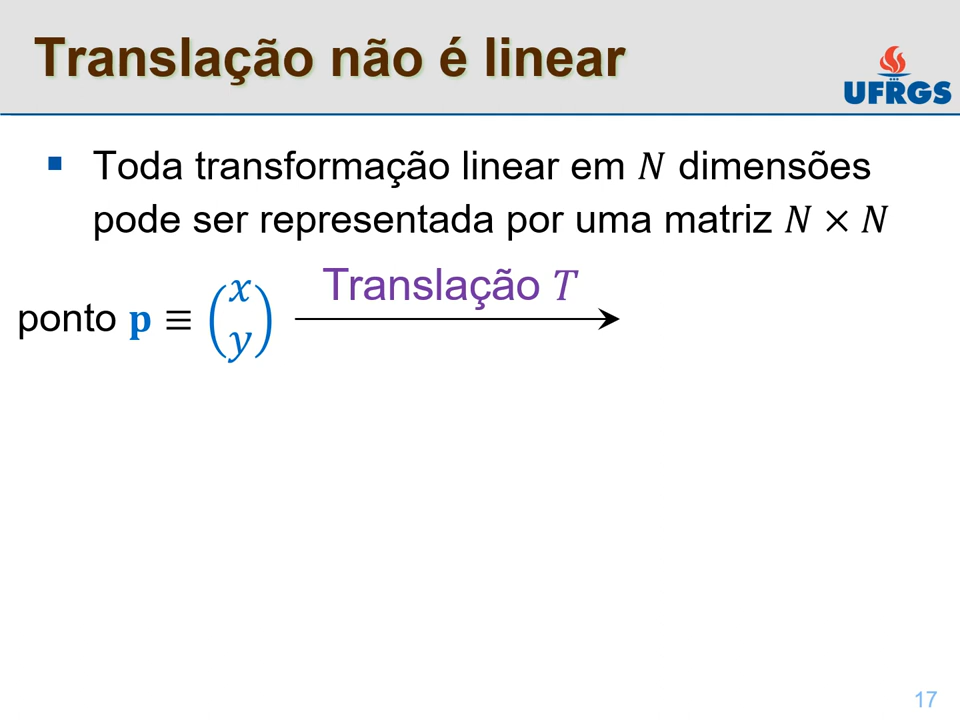 Translação não é linear
UFRGS
▪ Toda transformação linear em 𝑁 dimensões
pode ser representada por uma matriz 𝑁 × 𝑁
Translação 𝑇
ponto 𝐩 ≡ (𝑥
𝑦)
17